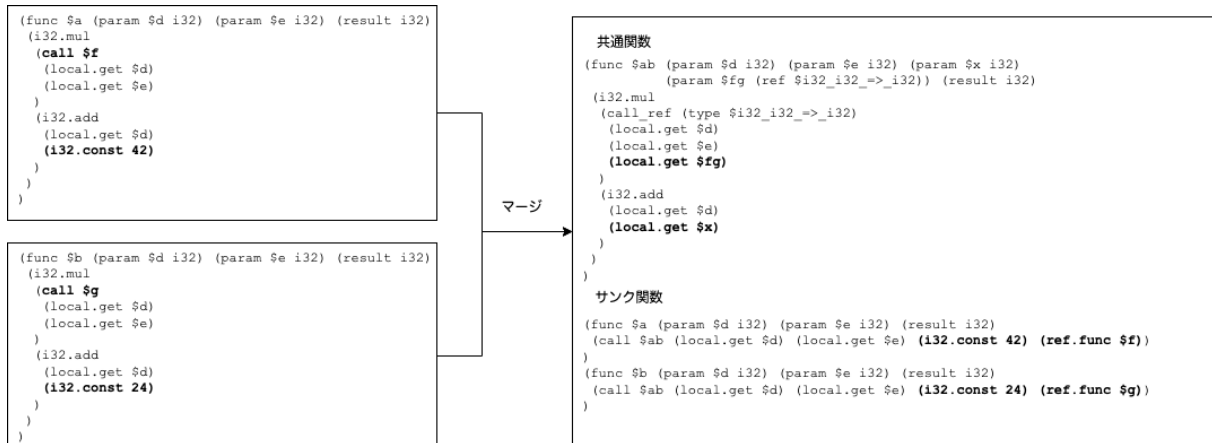 (func $a (param $d i32) (param $e i32) (result i32)
(i32.mul
(call $f
(local.get $d)
(local.get $e)
)
(i32.add
(local.get $d)
(i32.const 42)
)
)
)
(func $b (param $d i32) (param $e i32) (result i32)
(i32.mul
(call $g
(local.get $d)
(local.get $e)
)
(i32.add
(local.get $d)
(i32.const 24)
)
)
)
マージ
共通関数
(func $ab (param $d i32) (param $e i32) (param $x i32)
(param $fg (ref $i32_i32_=>_i32)) (result i32)
(i32.mul
(call_ref (type $i32_i32_=>_i32)
(local.get $d)
(local.get $e)
(local.get $fg)
)
(i32.add
(local.get $d)
(local.get $x)
)
)
)
サンク関数
(func $a (param $d i32) (param $e i32) (result i32)
(call $ab (local.get $d) (local.get $e) (i32.const 42) (ref.func $f))
)
(func $b (param $d i32) (param $e i32) (result i32)
(call $ab (local.get $d) (local.get $e) (i32.const 24) (ref.func $g))
)